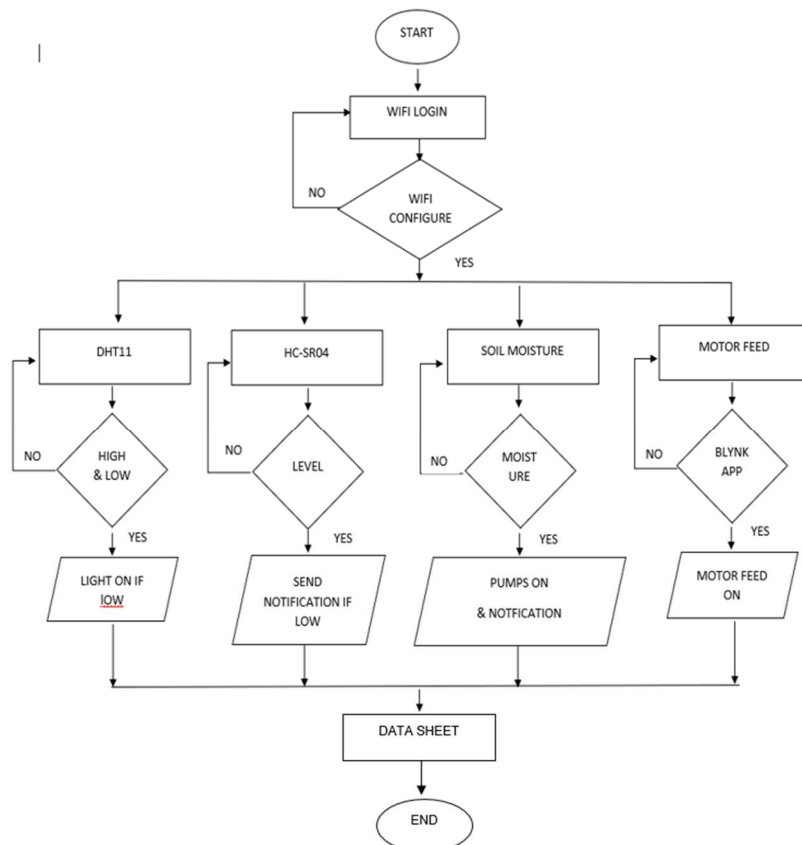 START
WIFI LOGIN
NO
WIFI
CONFIGURE
YES
DHT11
HC-SR04
SOIL MOISTURE
MOTOR FEED
NO
HIGH
& LOW
NO
LEVEL
NO
MOIST
URE
NO
BLYNK
APP
YES
YES
YES
YES
LIGHT ON IF
lOW
SEND
NOTIFICATION IF
LOW
PUMPS ON
& NOTFICATION
MOTOR FEED
ON
DATA SHEET
END